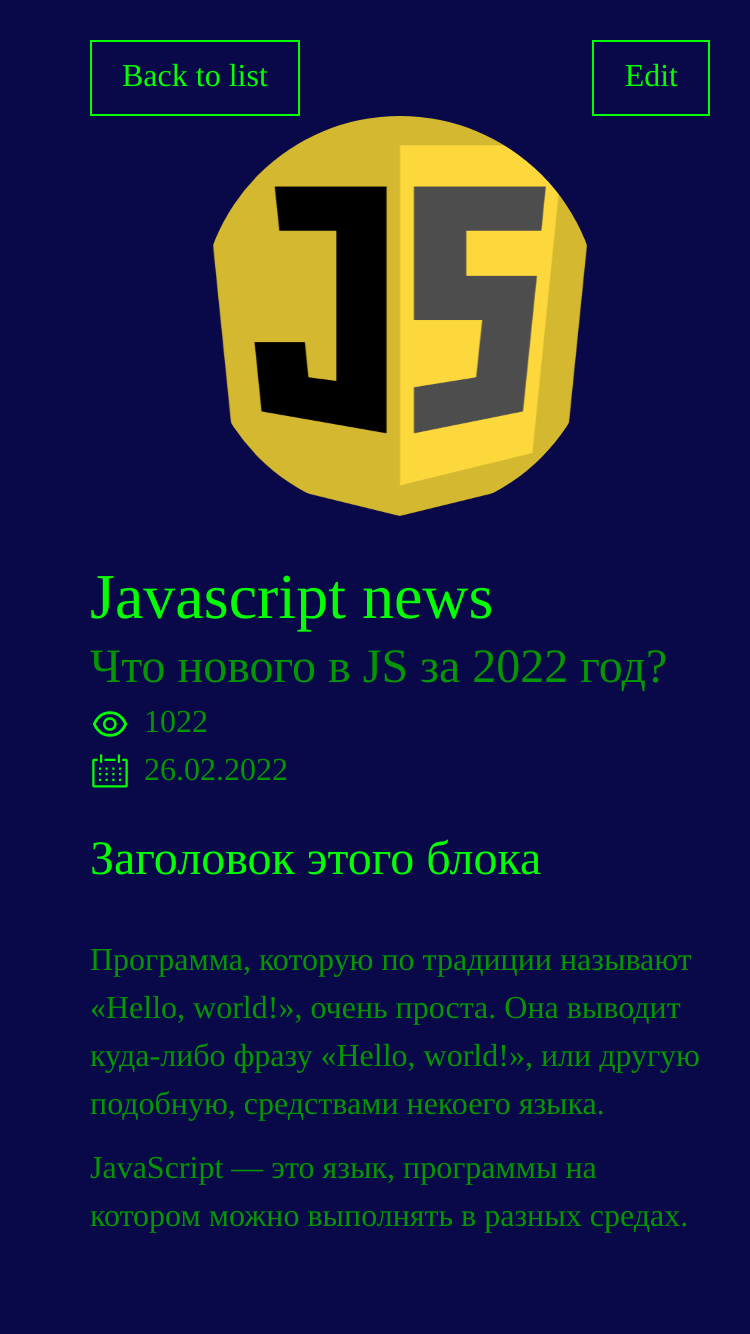 Back to list
Edit
JS
Javascript news
Что нового в JS за 2022 год?
1022
26.02.2022
Заголовок этого блока
Программа, которую по традиции называют
«Hello, world!», очень проста. Она выводит
куда-либо фразу «Hello, world!», или другую
подобную, средствами некоего языка.
JavaScript — это язык, программы на
котором можно выполнять в разных средах.